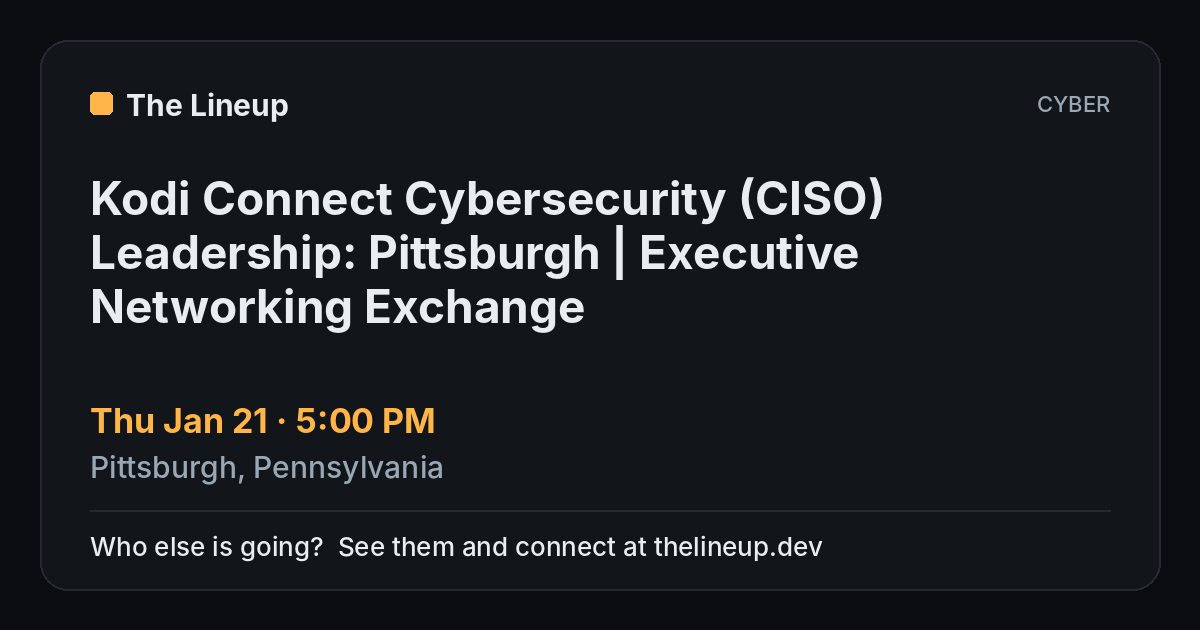 The Lineup
CYBER
Kodi Connect Cybersecurity (CISO)
Leadership: Pittsburgh | Executive
Networking Exchange
Thu Jan 21 · 5:00 PM
Pittsburgh, Pennsylvania
Who else is going? See them and connect at thelineup.dev